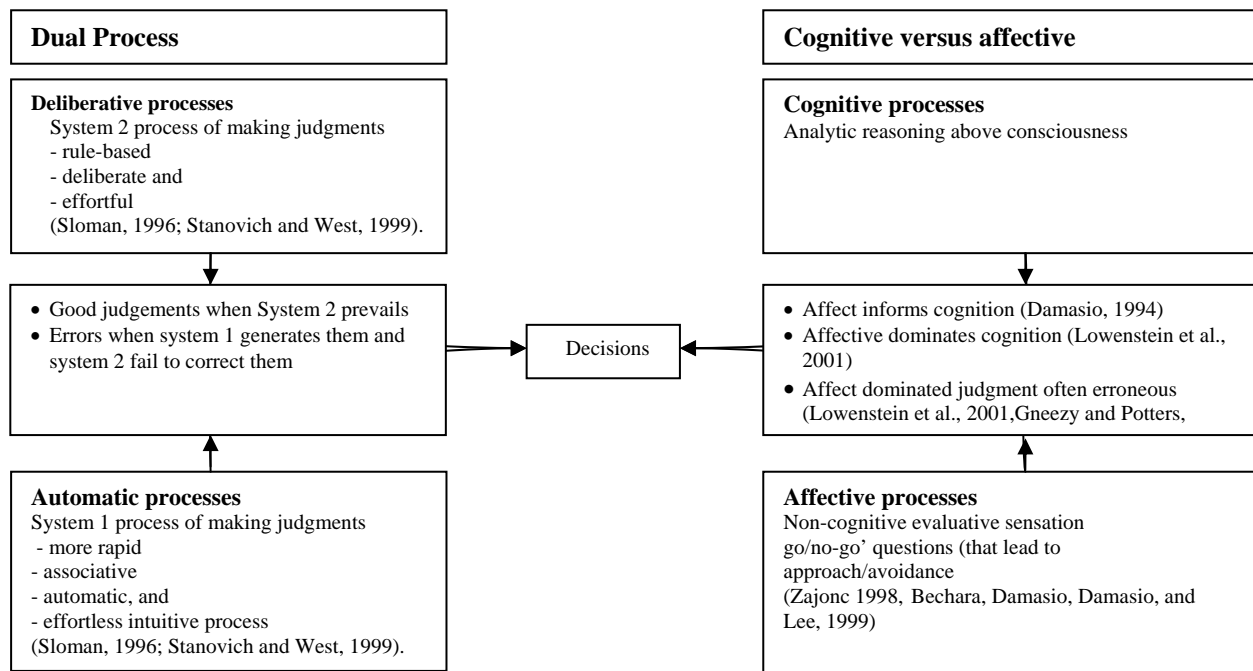 Dual Process
Deliberative processes
System 2 process of making judgments
- rule-based
- deliberate and
- effortful
(Sloman, 1996; Stanovich and West, 1999).
• Good judgements when System 2 prevails
• Errors when system 1 generates them and
system 2 fail to correct them
Automatic processes
System 1 process of making judgments
- more rapid
- associative
- automatic, and
- effortless intuitive process
(Sloman, 1996; Stanovich and West, 1999).
Decisions
Cognitive versus affective
Cognitive processes
Analytic reasoning above consciousness
• Affect informs cognition (Damasio, 1994)
• Affective dominates cognition (Lowenstein et al.,
2001)
• Affect dominated judgment often erroneous
(Lowenstein et al., 2001,Gneezy and Potters,
Affective processes
Non-cognitive evaluative sensation
go/no-go’ questions (that lead to
approach/avoidance
(Zajonc 1998, Bechara, Damasio, Damasio, and
Lee, 1999)